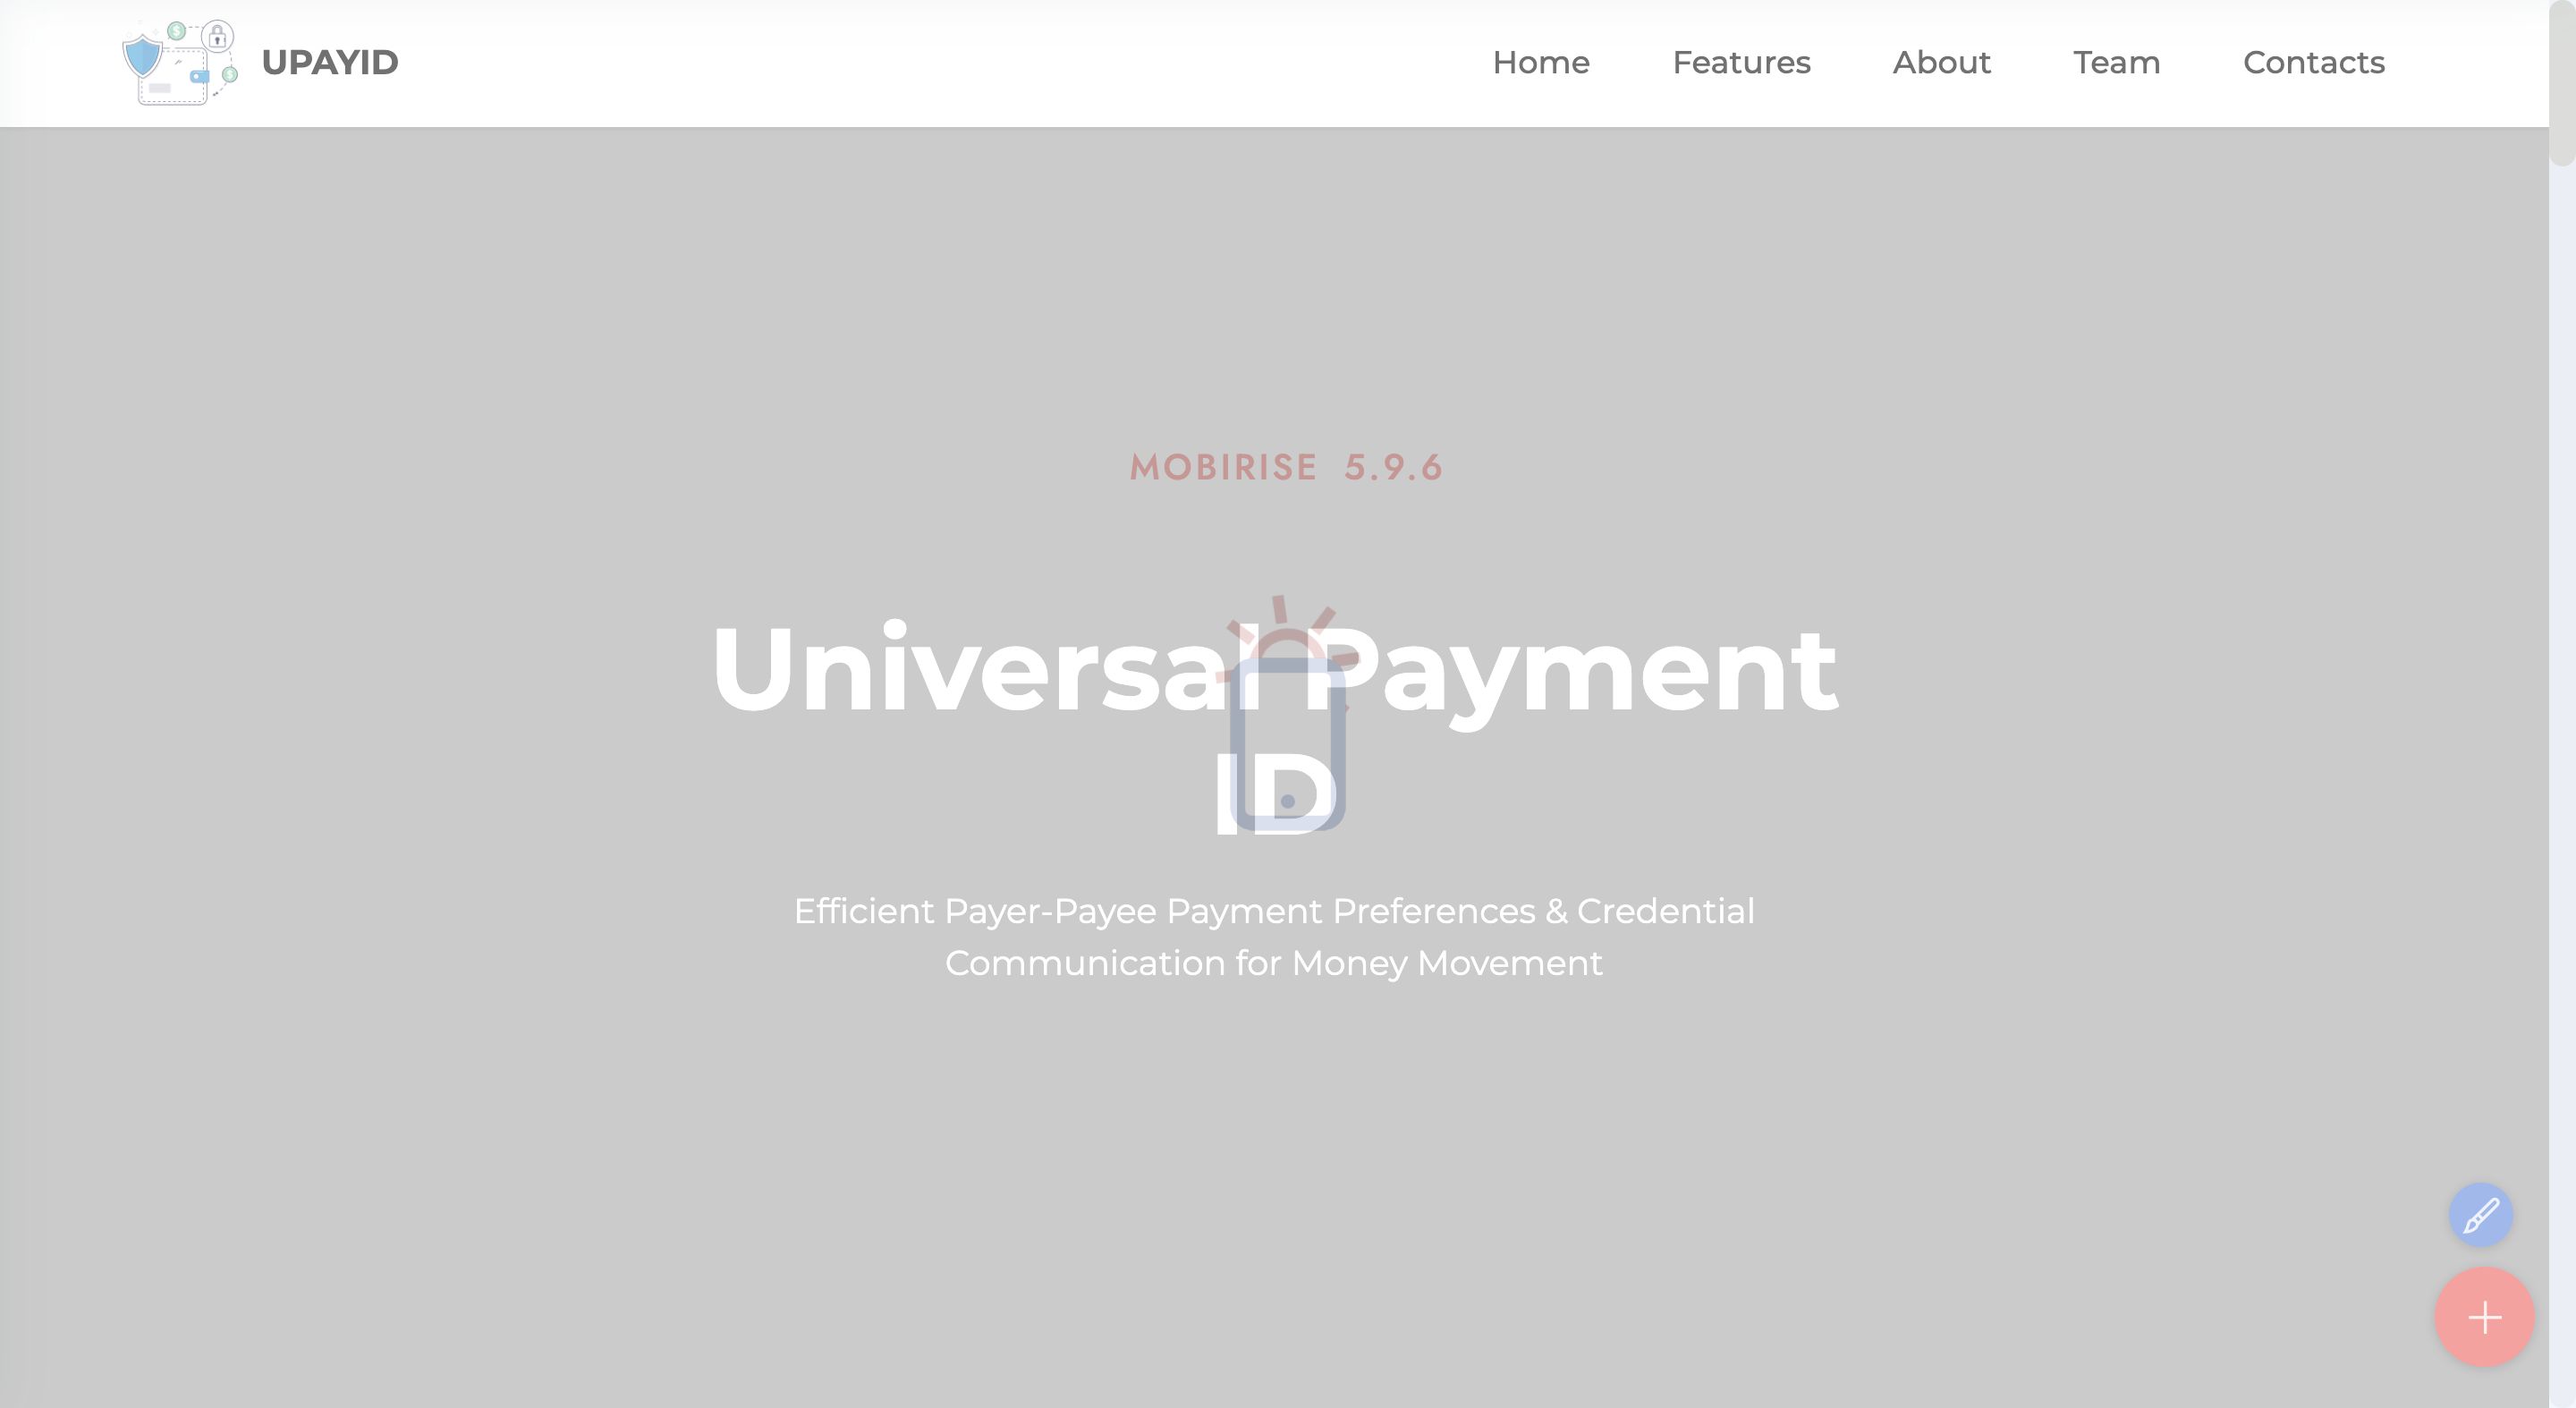 UPAYID
Home Features About Team Contacts
MOBIRISE 5.9.6
Universal Payment
ID
Efficient Payer-Payee Payment Preferences & Credential
Communication for Money Movement